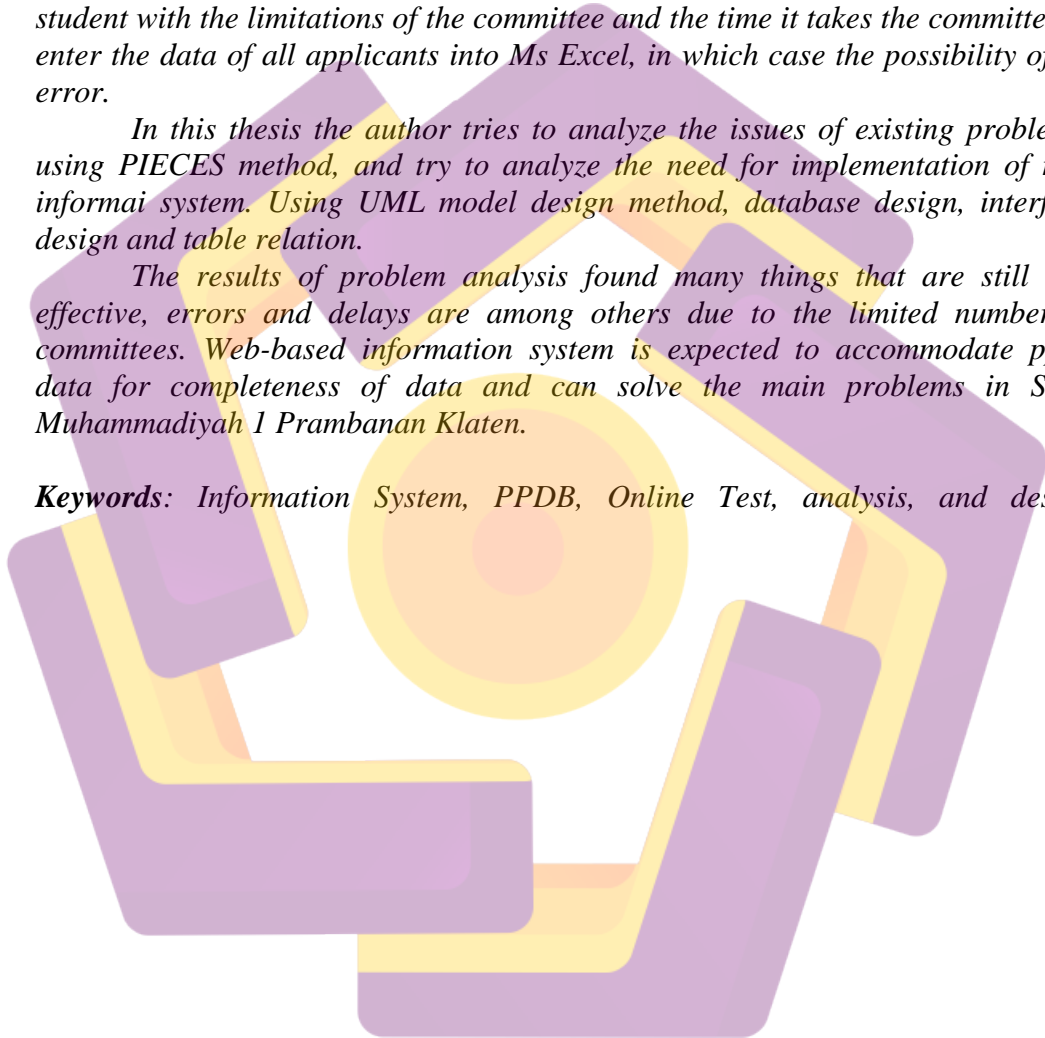 student with the limitations of the committee and the time it takes the committe
enter the data of all applicants into Ms Excel, in which case the possibility of
error.
In this thesis the author tries to analyze the issues of existing proble
using PIECES method, and try to analyze the need for implementation of
informai system. Using UML model design method, database design, interf
design and table relation.
The results of problem analysis found many things that are still
effective, errors and delays are among others due to the limited number
committees. Web-based information system is expected to accommodate p
data for completeness of data and can solve the main problems in S
Muhammadiyah 1 Prambanan Klaten.
Keywords: Information System, PPDB, Online Test, analysis, and des